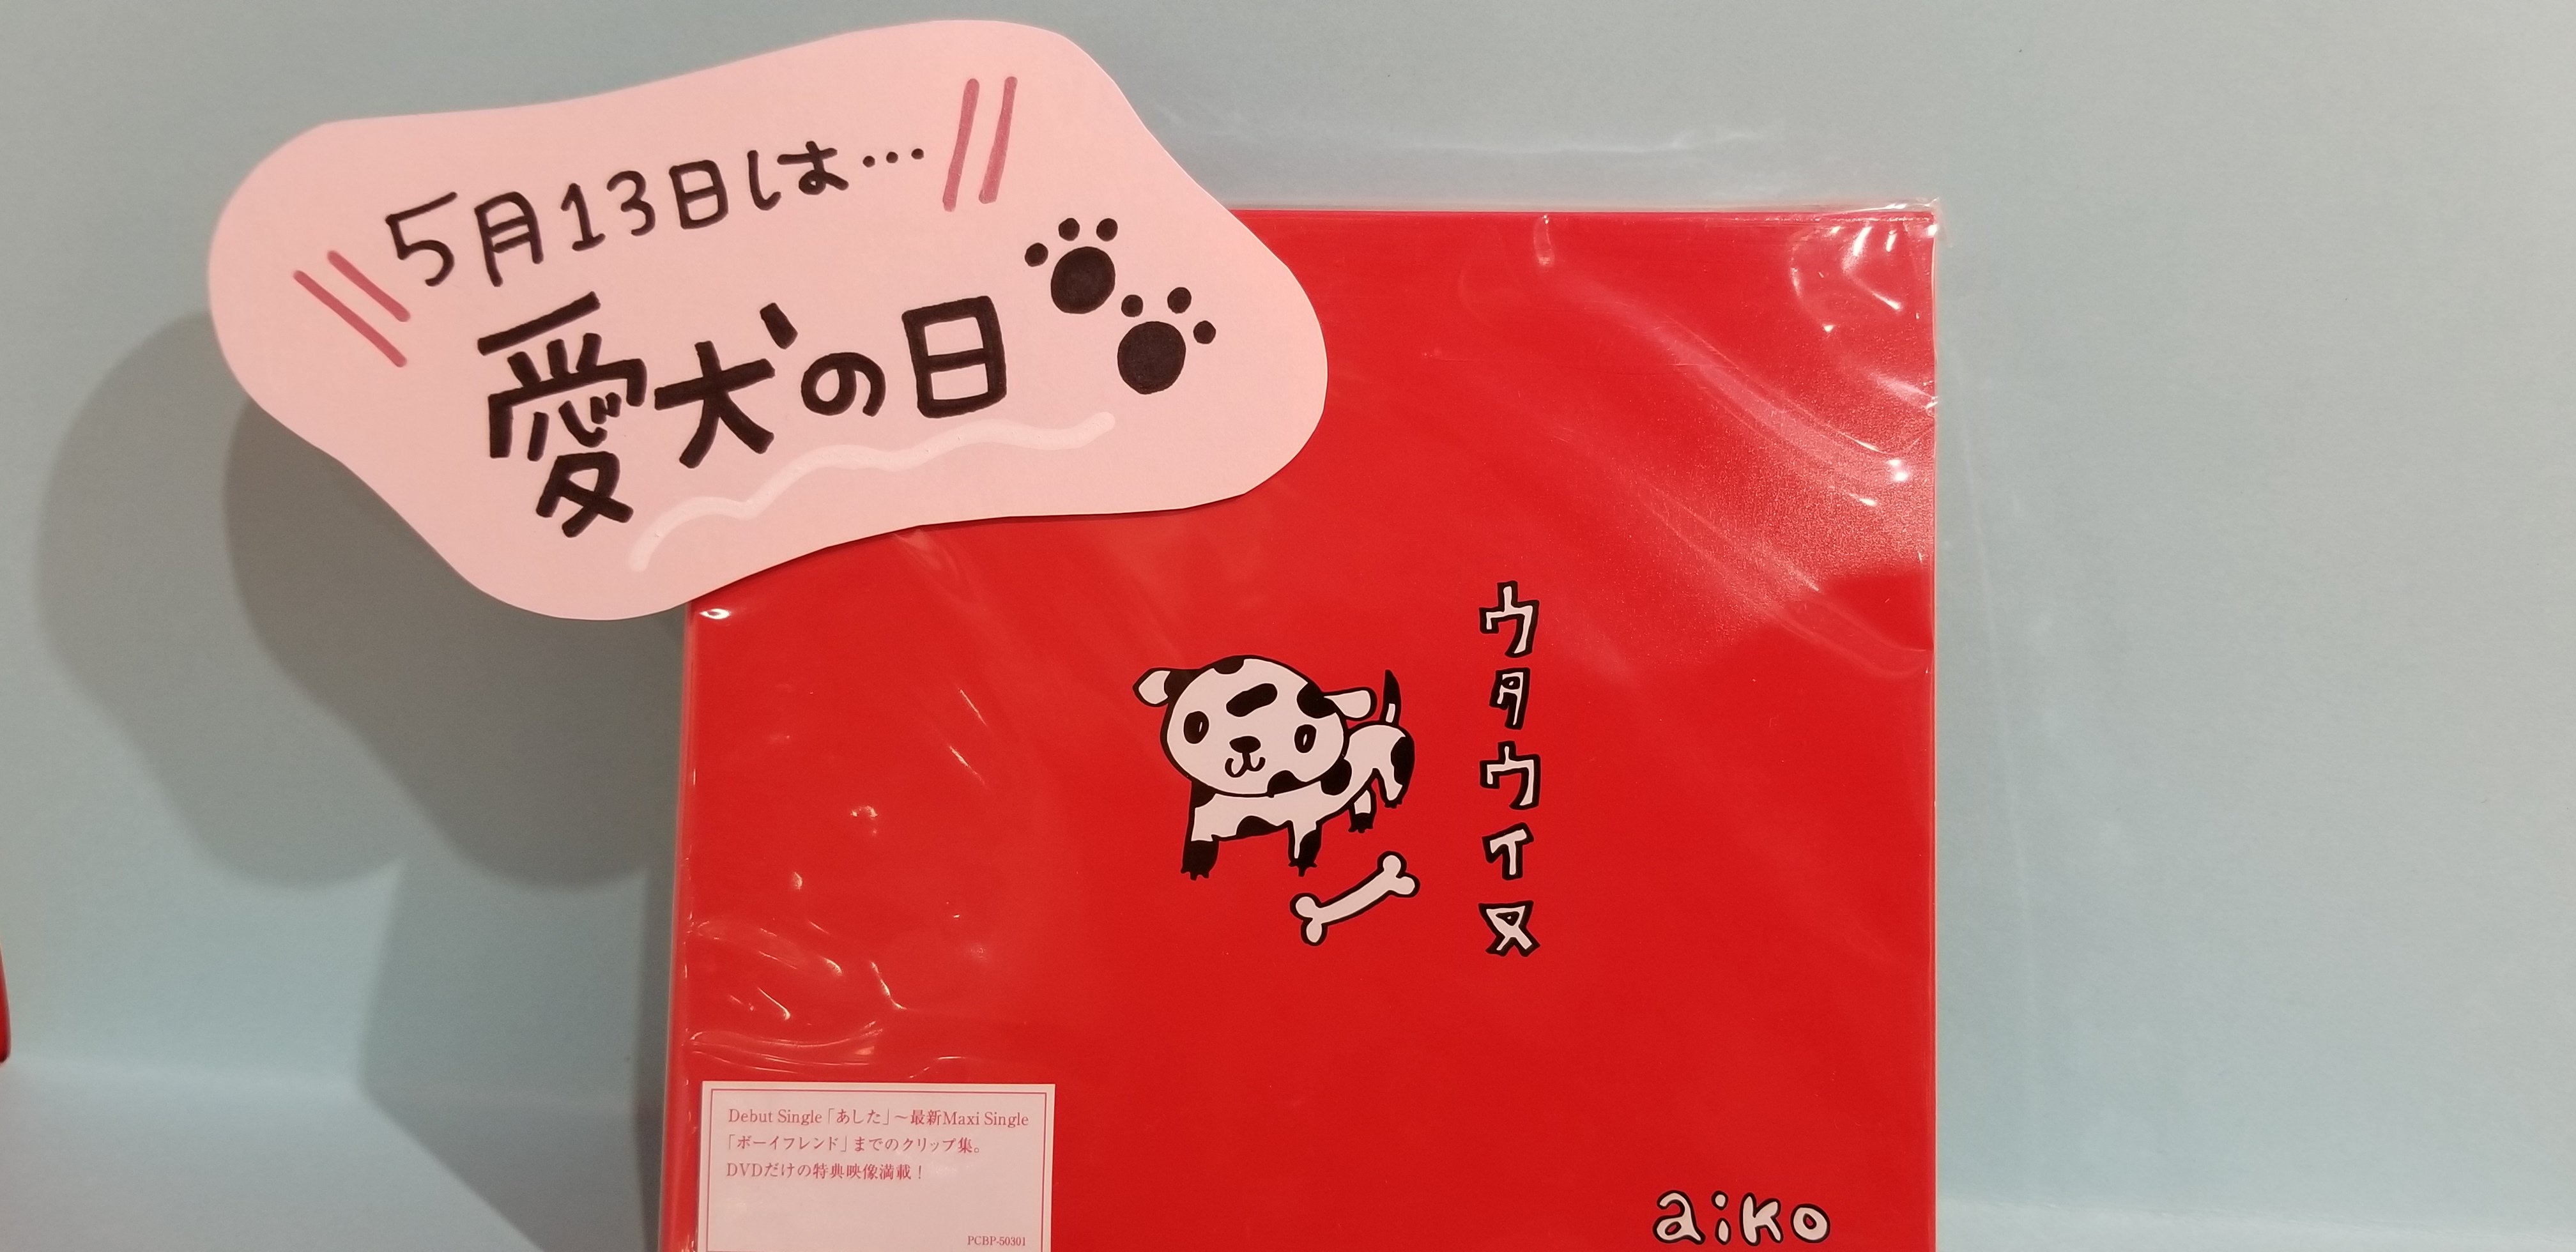 5月13日は…
愛犬の日
ウタウイヌ
Debut Single「あした」～最新Maxi Single
「ボーイフレンド」までのクリップ集。
DVDだけの特典映像満載！
PCBP-50301
aiko